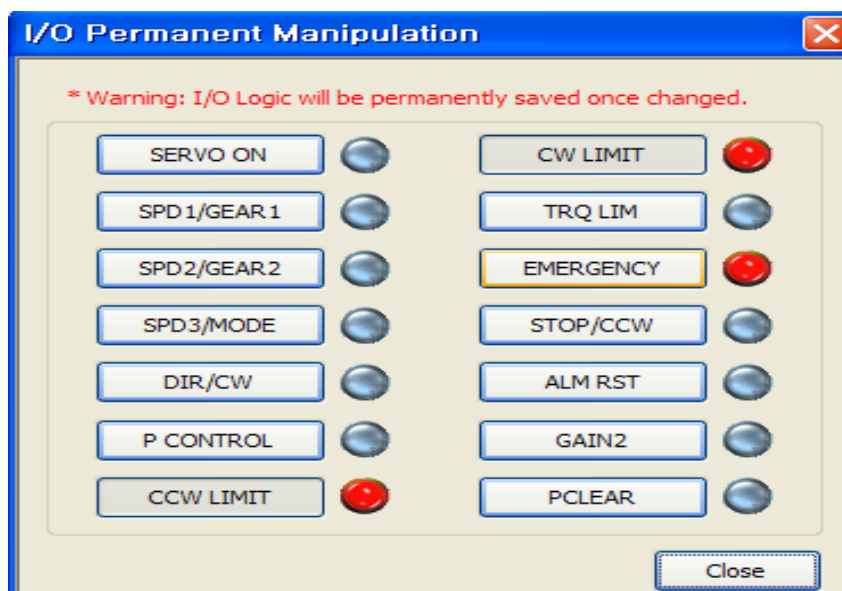 I/O Permanent Manipulation
* Warning: I/O Logic will be permanently saved once changed.
SERVO ON
CW LIMIT
SPD1/GEAR1
TRQ LIM
SPD2/GEAR2
EMERGENCY
SPD3/MODE
STOP/CCW
DIR/CW
ALM RST
P CONTROL
GAIN2
CCW LIMIT
PCLEAR
Close